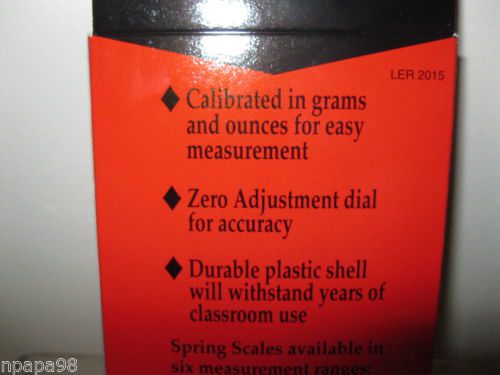 LER 2015
Calibrated in grams
and ounces for easy
measurement
Zero Adjustment dial
for accuracy
Durable plastic shell
will withstand years of
classroom use
Spring Scales available in
six measurement ranges:
npapa98